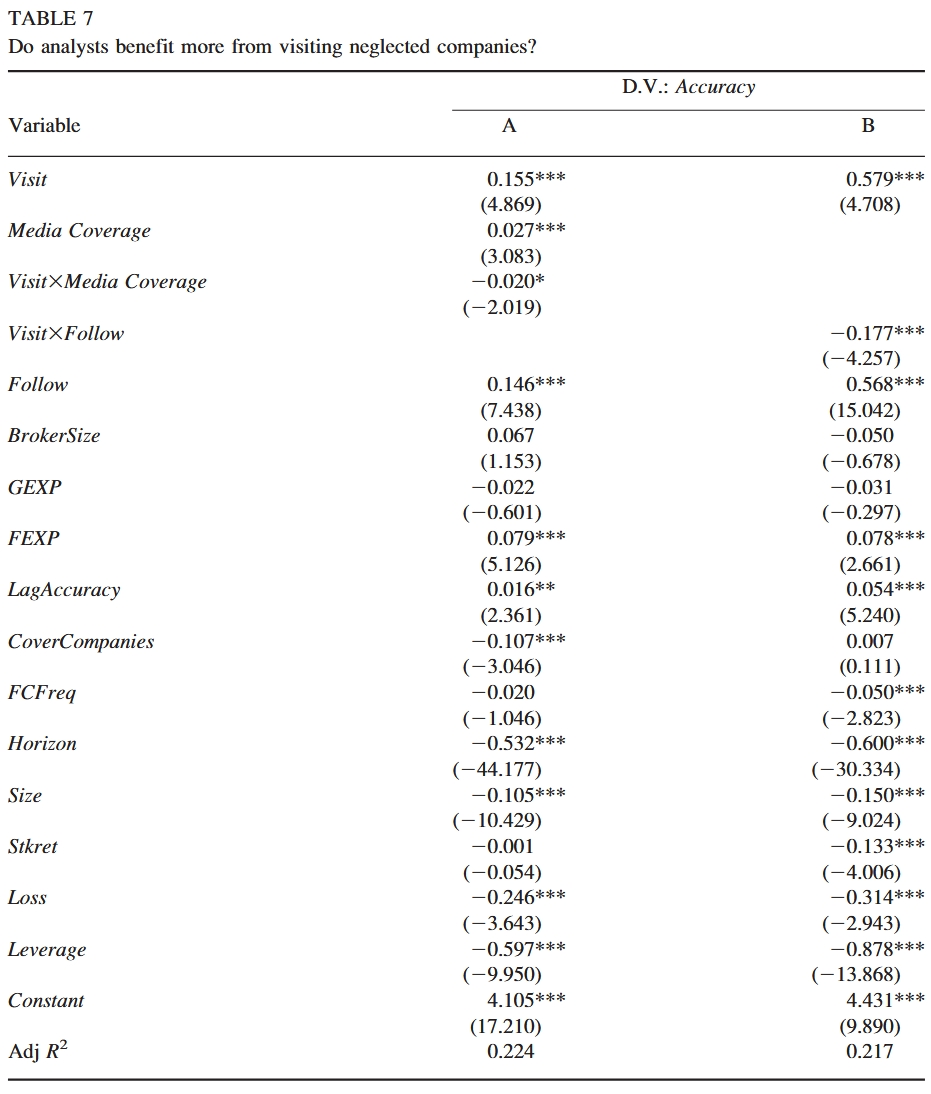 TABLE 7
Do analysts benefit more from visiting neglected companies?
D.V.: Accuracy
Variable A B
Visit 0.155*** 0.579***
(4.869) (4.708)
Media Coverage 0.027***
(3.083)
Visit×Media Coverage −0.020*
(−2.019)
Visit×Follow −0.177***
(−4.257)
Follow 0.146*** 0.568***
(7.438) (15.042)
BrokerSize 0.067 −0.050
(1.153) (−0.678)
GEXP −0.022 −0.031
(−0.601) (−0.297)
FEXP 0.079*** 0.078***
(5.126) (2.661)
LagAccuracy 0.016** 0.054***
(2.361) (5.240)
CoverCompanies −0.107*** 0.007
(−3.046) (0.111)
FCFreq −0.020 −0.050***
(−1.046) (−2.823)
Horizon −0.532*** −0.600***
(−44.177) (−30.334)
Size −0.105*** −0.150***
(−10.429) (−9.024)
Stkret −0.001 −0.133***
(−0.054) (−4.006)
Loss −0.246*** −0.314***
(−3.643) (−2.943)
Leverage −0.597*** −0.878***
(−9.950) (−13.868)
Constant 4.105*** 4.431***
(17.210) (9.890)
Adj R² 0.224 0.217